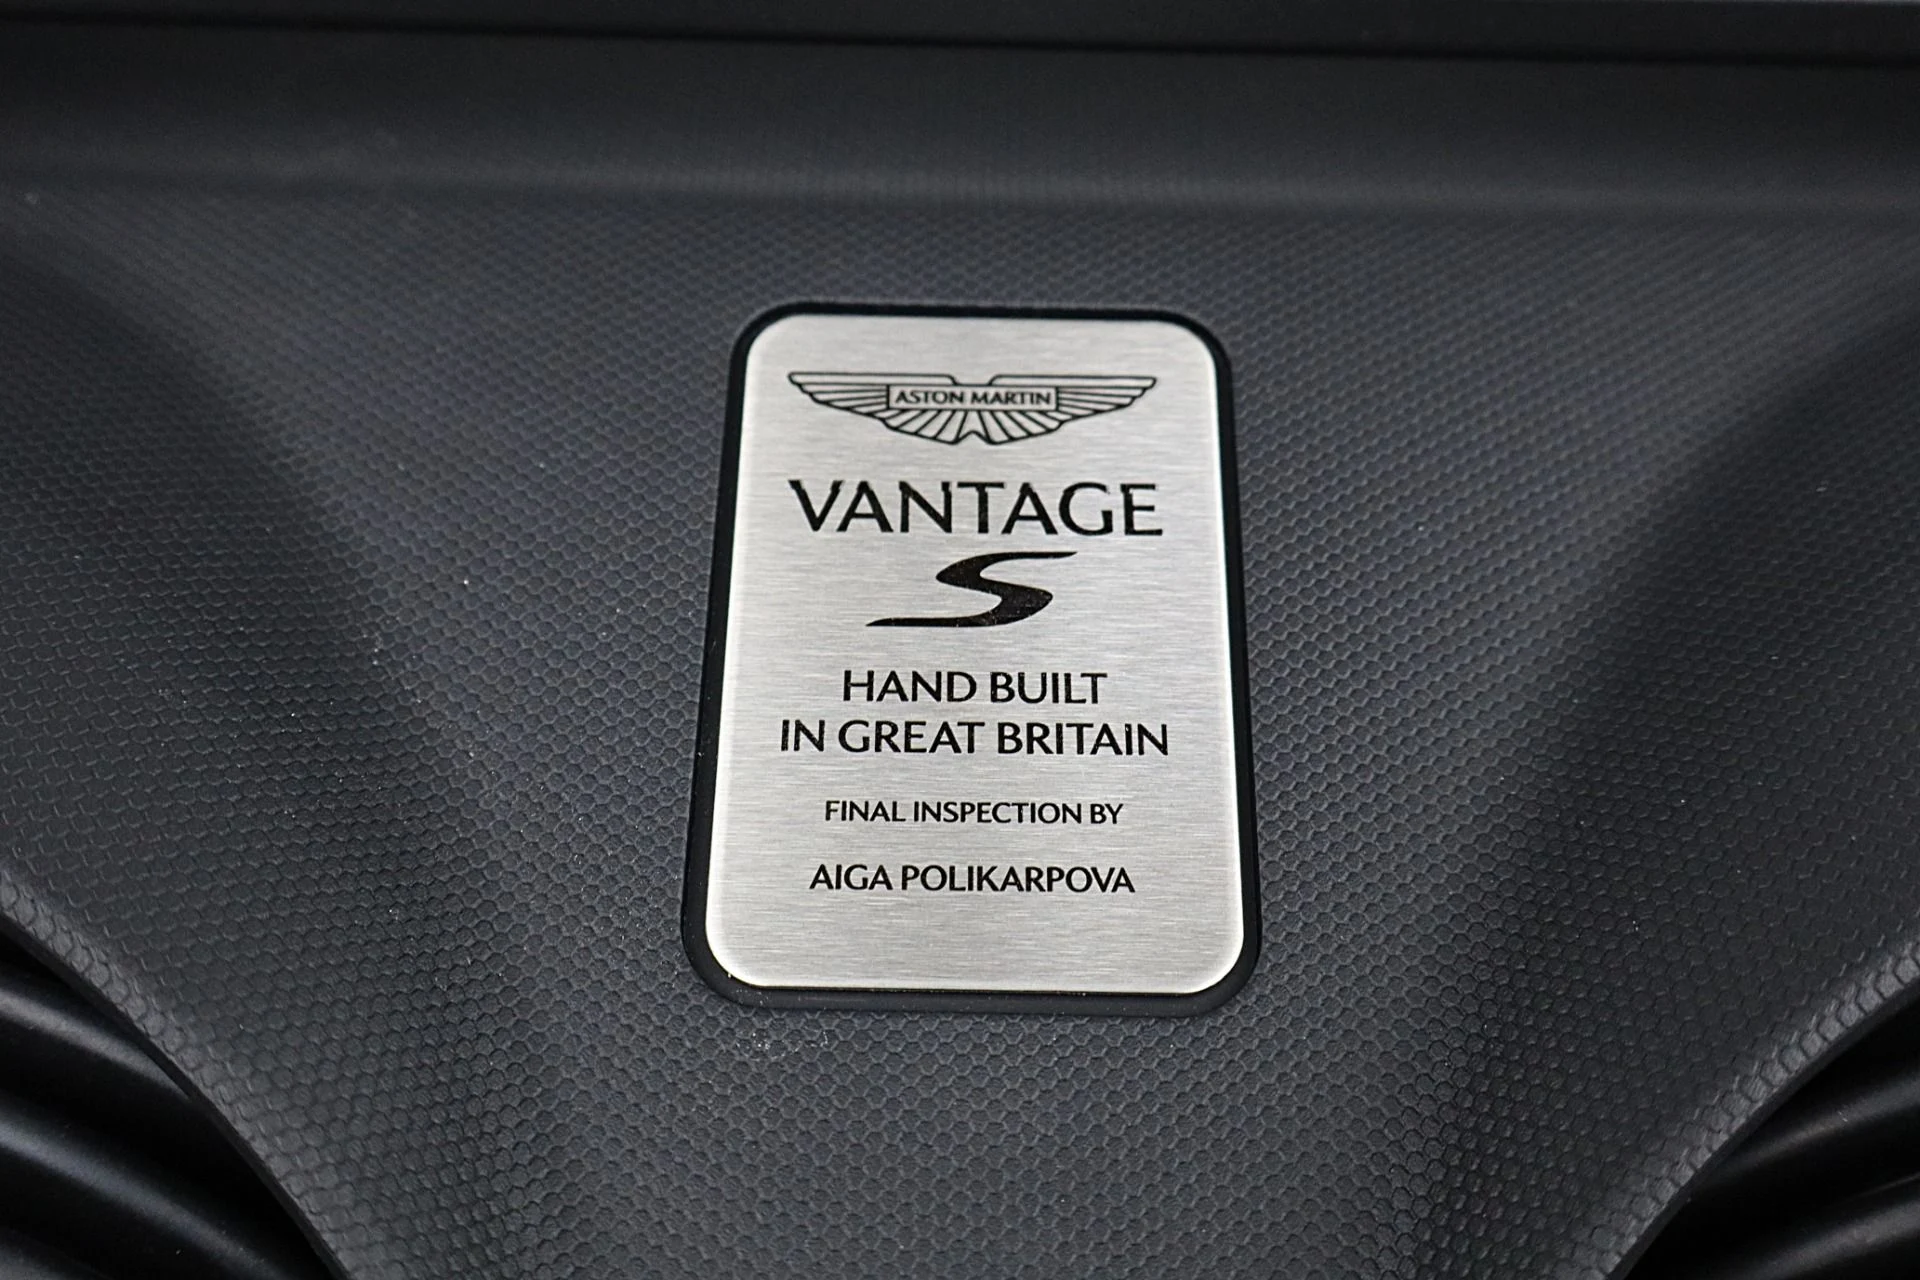 ASTON MARTIN
VANTAGE
S
HAND BUILT
IN GREAT BRITAIN
FINAL INSPECTION BY
AIGA POLIKARPOVA